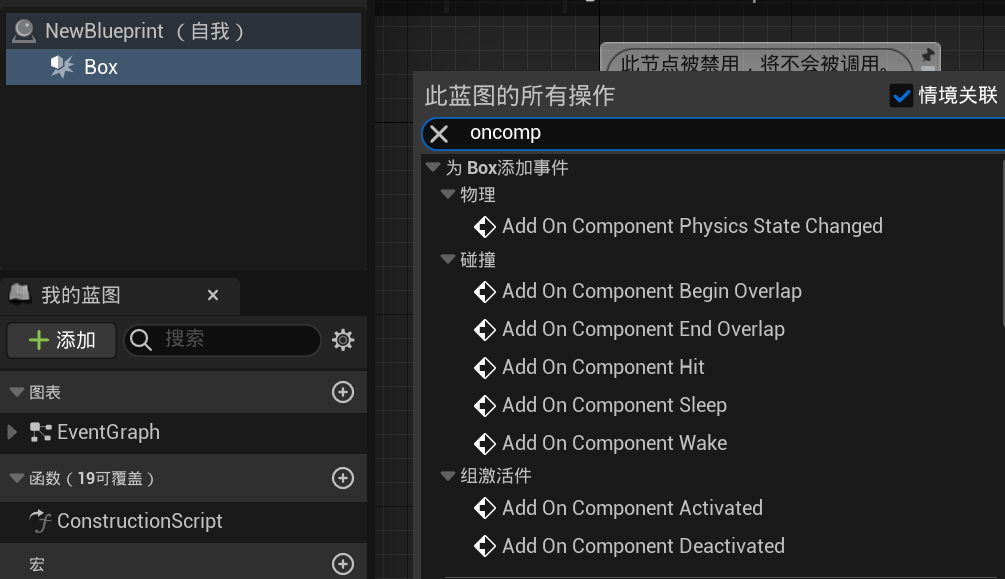 NewBlueprint （自我）
Box
此节点被禁用，将不会被调用。
此蓝图的所有操作
情境关联
oncomp
为 Box添加事件
物理
Add On Component Physics State Changed
碰撞
Add On Component Begin Overlap
Add On Component End Overlap
Add On Component Hit
Add On Component Sleep
Add On Component Wake
组激活件
Add On Component Activated
Add On Component Deactivated
我的蓝图
添加
搜索
图表
EventGraph
函数（19可覆盖）
ConstructionScript
宏